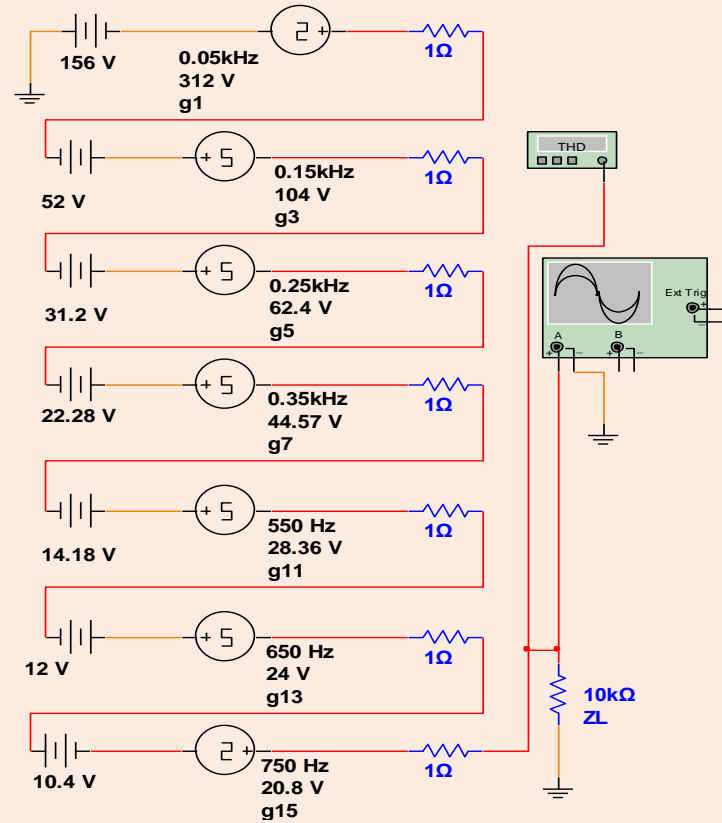 156 V
0.05kHz
312 V
g1
1Ω
52 V
0.15kHz
104 V
g3
1Ω
THD
31.2 V
0.25kHz
62.4 V
g5
1Ω
Ext Trig
+
−
A
B
+
−
+
−
22.28 V
0.35kHz
44.57 V
g7
1Ω
14.18 V
550 Hz
28.36 V
g11
1Ω
12 V
650 Hz
24 V
g13
1Ω
10kΩ
ZL
10.4 V
750 Hz
20.8 V
g15
1Ω